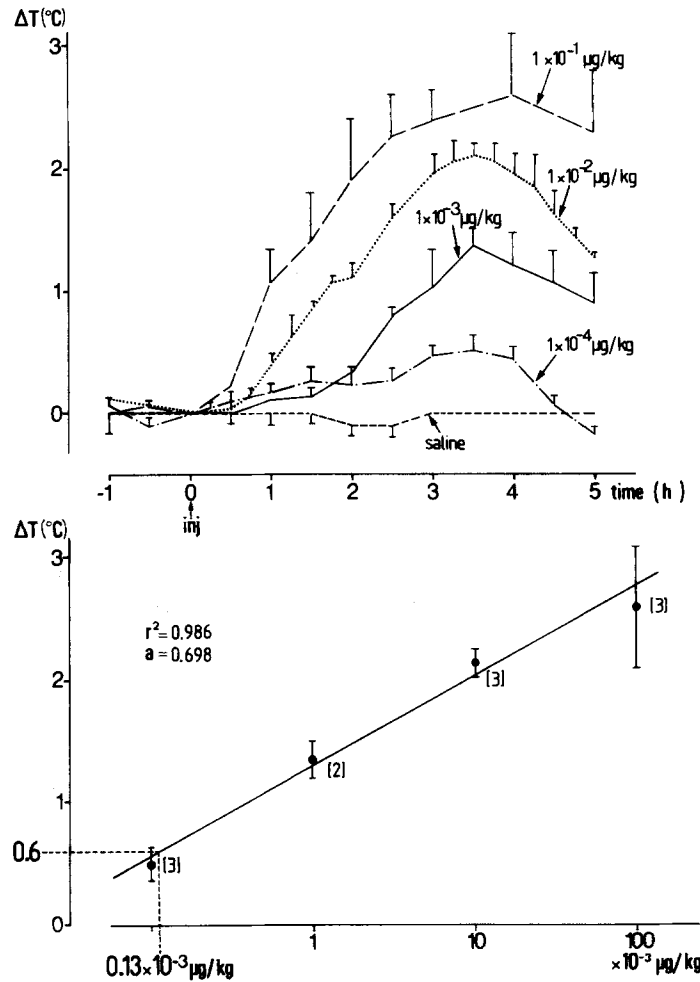 ΔT(°C)
3
2
1
0
1×10⁻¹ μg/kg
1×10⁻² μg/kg
1×10⁻³ μg/kg
1×10⁻⁴ μg/kg
saline
-1 0 1 2 3 4 5 time (h)
inj
ΔT(°C)
3
2
1
0.6
0
r² = 0.986
a = 0.698
[3]
[2]
[3]
[3]
0.13×10⁻³ μg/kg
1 10 100
×10⁻³ μg/kg